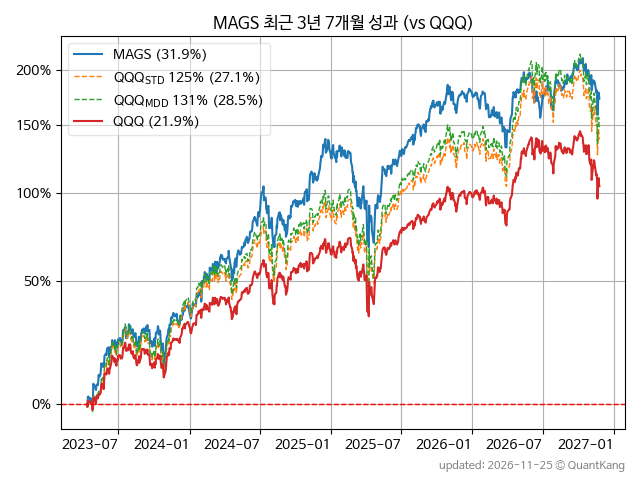 MAGS 최근 3년 7개월 성과 (vs QQQ)
MAGS (31.9%)
QQQSTD 125% (27.1%)
QQQMDD 131% (28.5%)
QQQ (21.9%)
200%
150%
100%
50%
0%
2023-07 2024-01 2024-07 2025-01 2025-07 2026-01 2026-07 2027-01
updated: 2026-11-25 © QuantKang